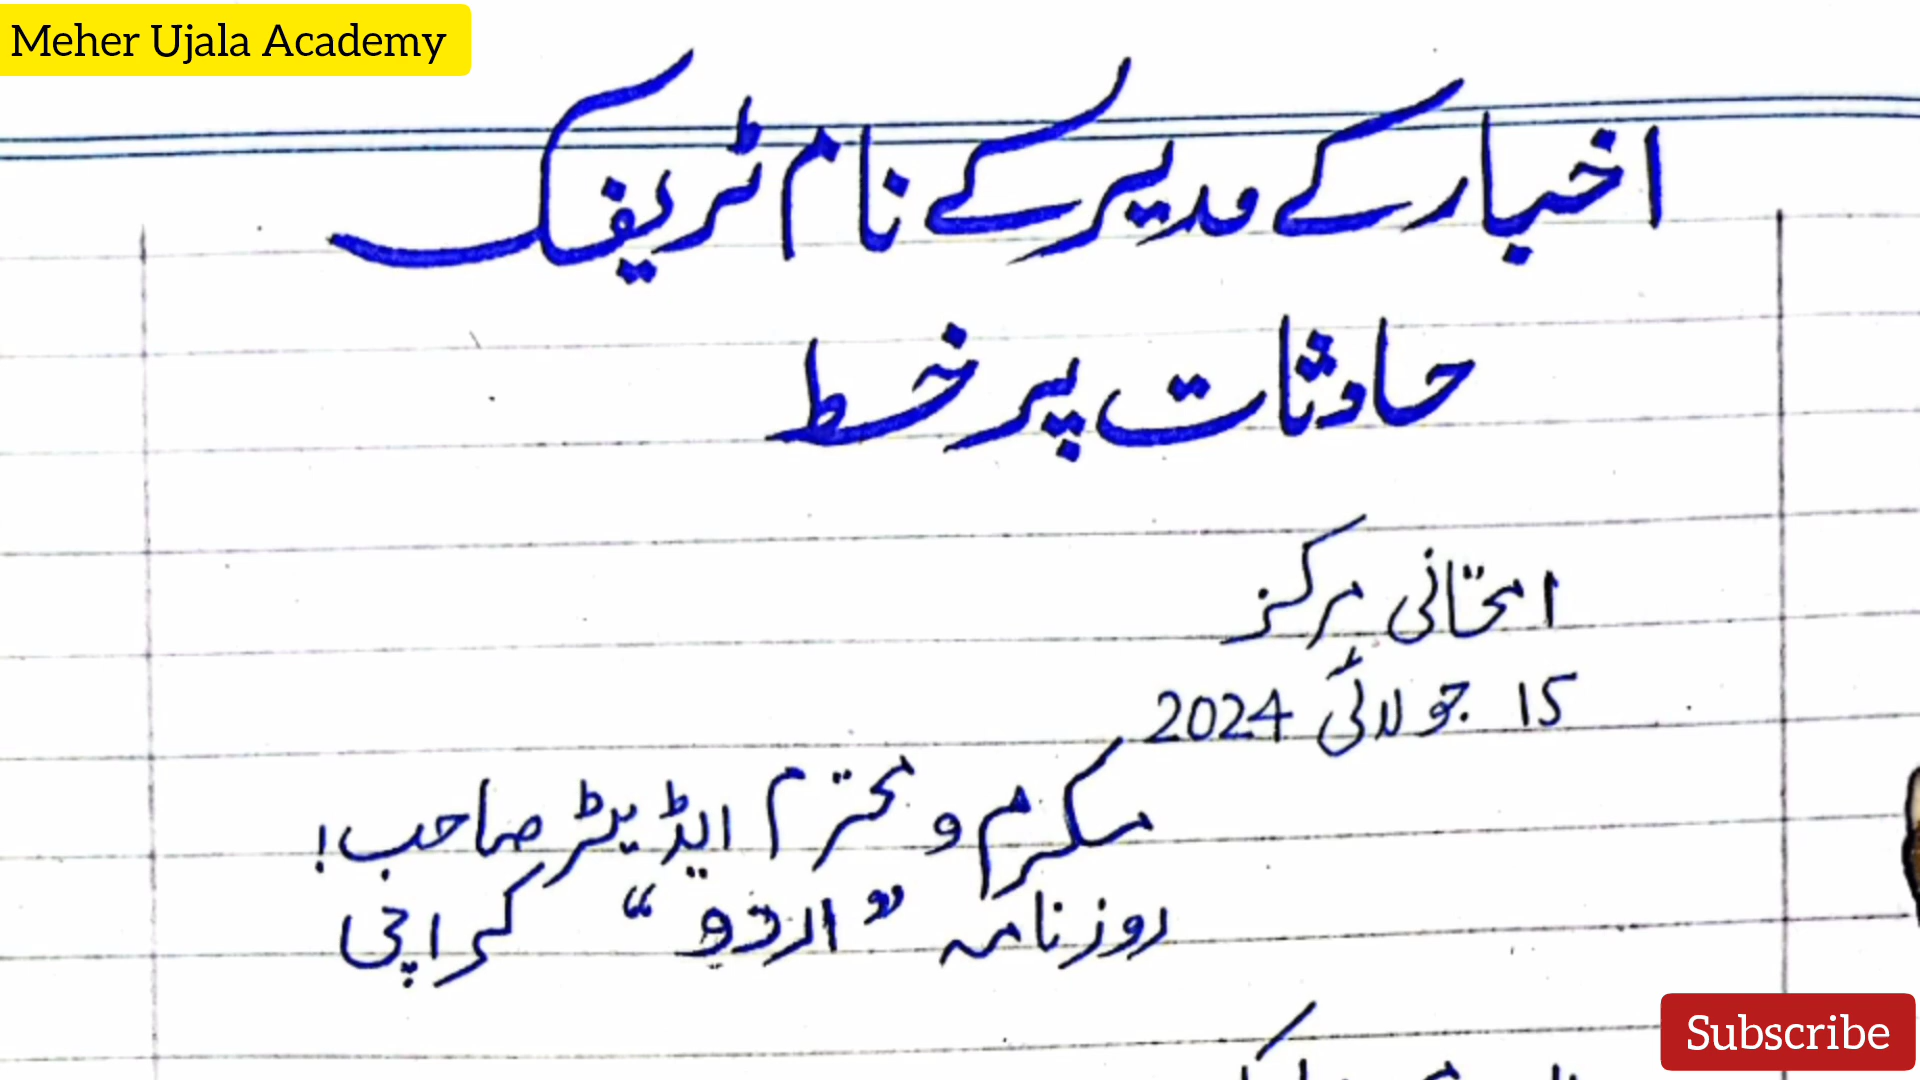 Meher Ujala Academy
اخبار کے مدیر کے نام ٹریفک
حادثات پر خط
امتحانی مرکز
15 جولائی 2024
مکرم و محترم ایڈیٹر صاحب!
روزنامہ "اردو" کراچی
Subscribe